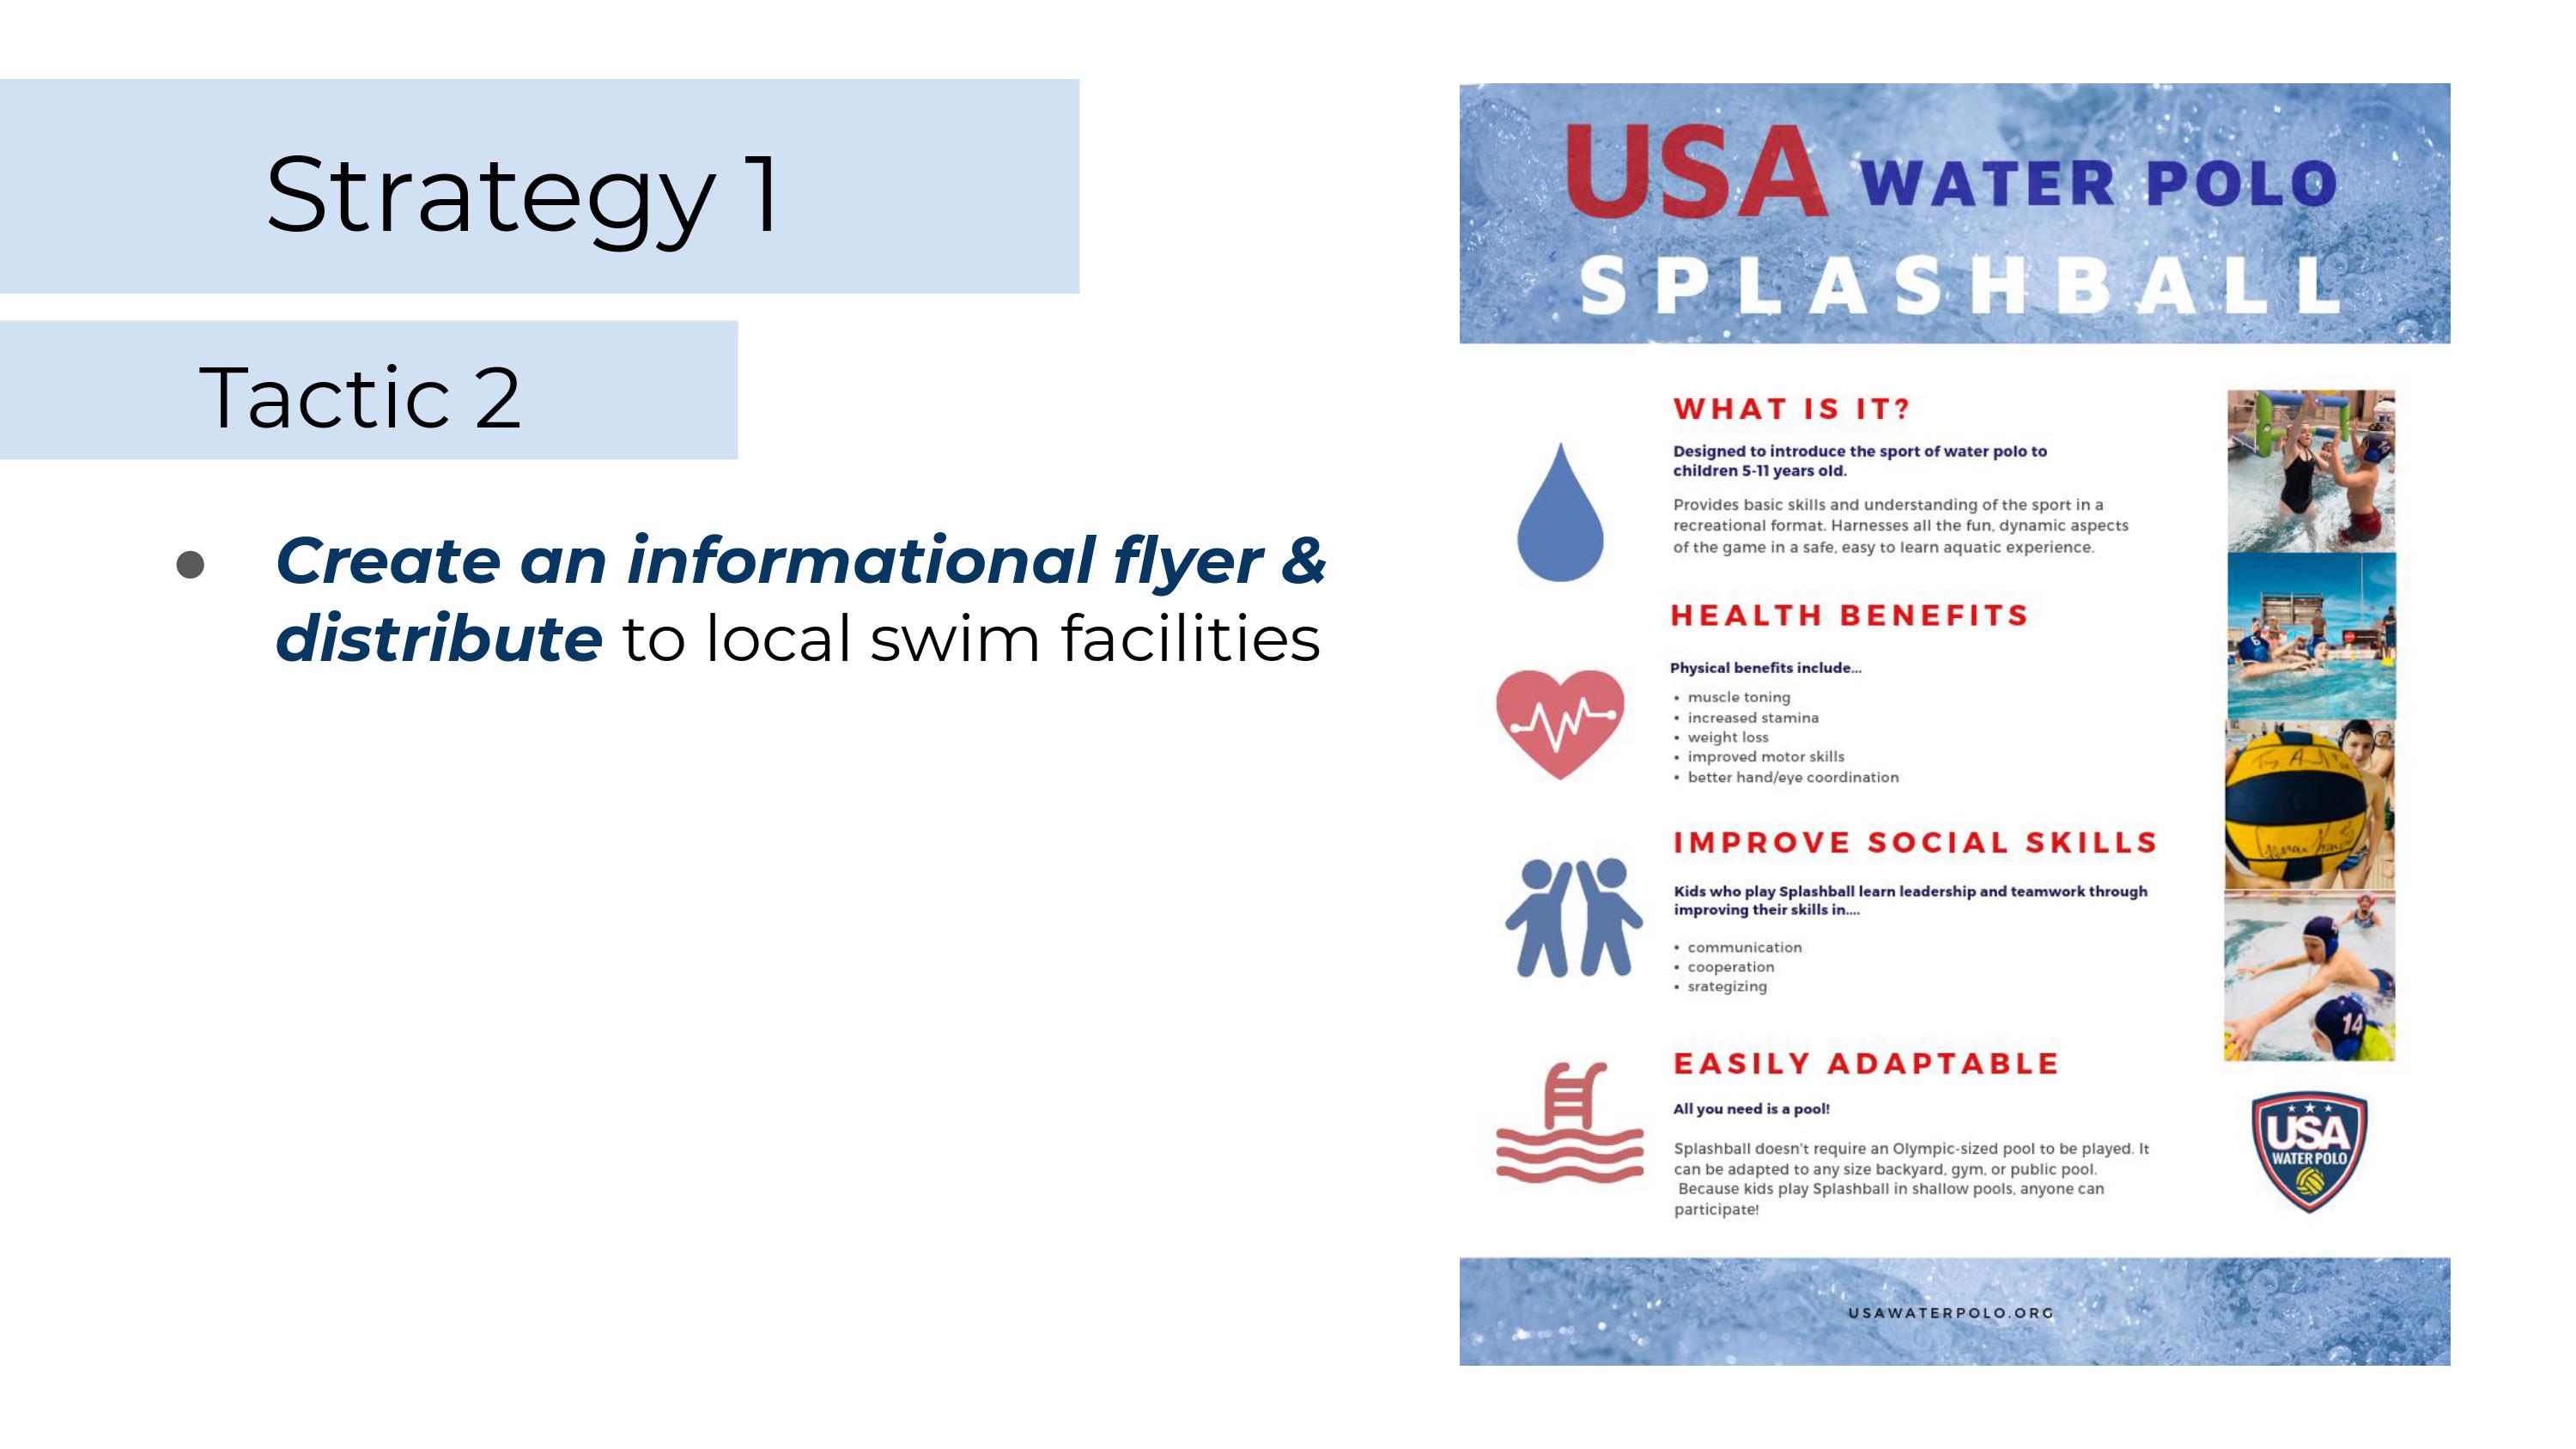 Strategy 1
Tactic 2
● Create an informational flyer &
distribute to local swim facilities
USA WATER POLO
SPLASHBALL
WHAT IS IT?
Designed to introduce the sport of water polo to
children 5-11 years old.
Provides basic skills and understanding of the sport in a
recreational format. Harnesses all the fun, dynamic aspects
of the game in a safe, easy to learn aquatic experience.
HEALTH BENEFITS
Physical benefits include...
• muscle toning
• increased stamina
• weight loss
• improved motor skills
• better hand/eye coordination
IMPROVE SOCIAL SKILLS
Kids who play Splashball learn leadership and teamwork through
improving their skills in....
• communication
• cooperation
• srategizing
EASILY ADAPTABLE
All you need is a pool!
Splashball doesn't require an Olympic-sized pool to be played. It
can be adapted to any size backyard, gym, or public pool.
Because kids play Splashball in shallow pools, anyone can
participate!
14
USA
WATER POLO
USAWATERPOLO.ORG